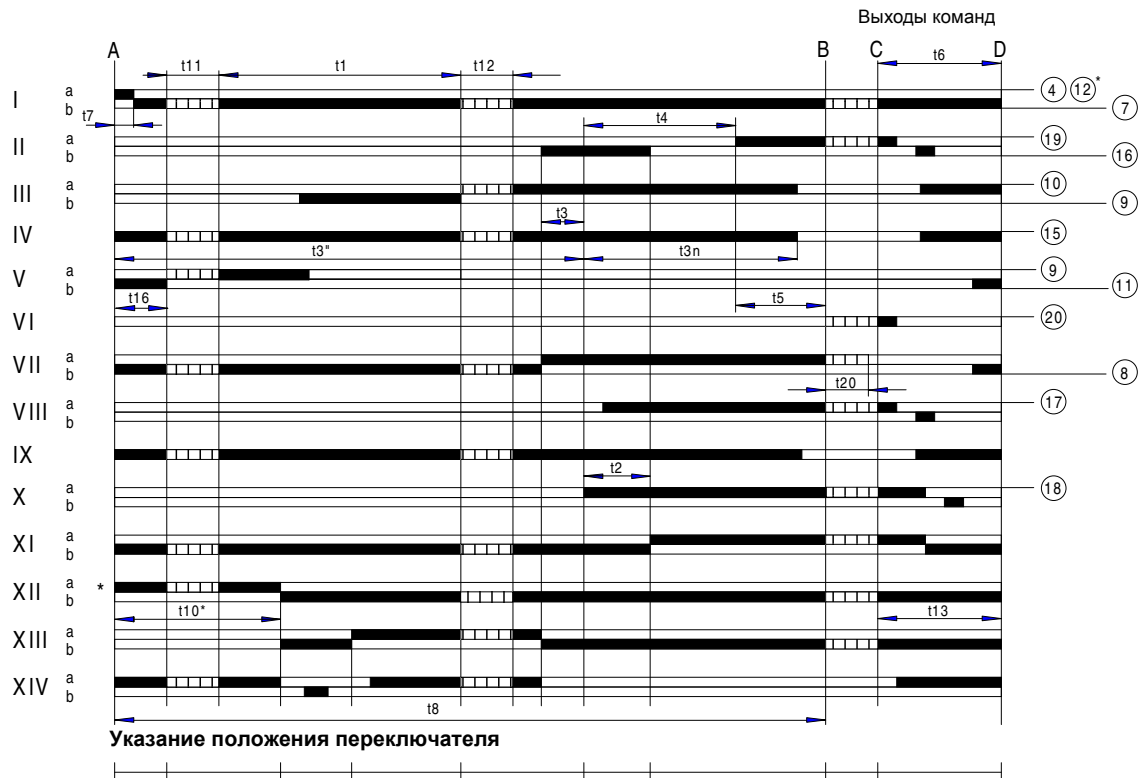 Выходы команд
A B C D
t11 t1 t12 t6
I a b 4 12* 7
t7 t4
II a b 19 16
III a b 10 9
t3
IV 15
t3" t3n
V a b 9 11
t16 t5
VI 20
VII a b 8
t20
VIII a b 17
IX
t2
X a b 18
XI a b
XII a b *
t10* t13
XIII a b
XIV a b
t8
Указание положения переключателя